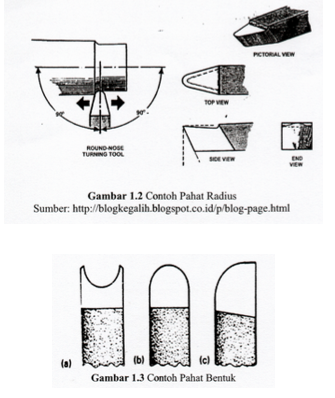 PICTORIAL VIEW
90°
90°
TOP VIEW
ROUND-NOSE
TURNING TOOL
SIDE VIEW
END
VIEW
Gambar 1.2 Contoh Pahat Radius
Sumber: http://blogkegalih.blogspot.co.id/p/blog-page.html
(a) (b) (c)
Gambar 1.3 Contoh Pahat Bentuk